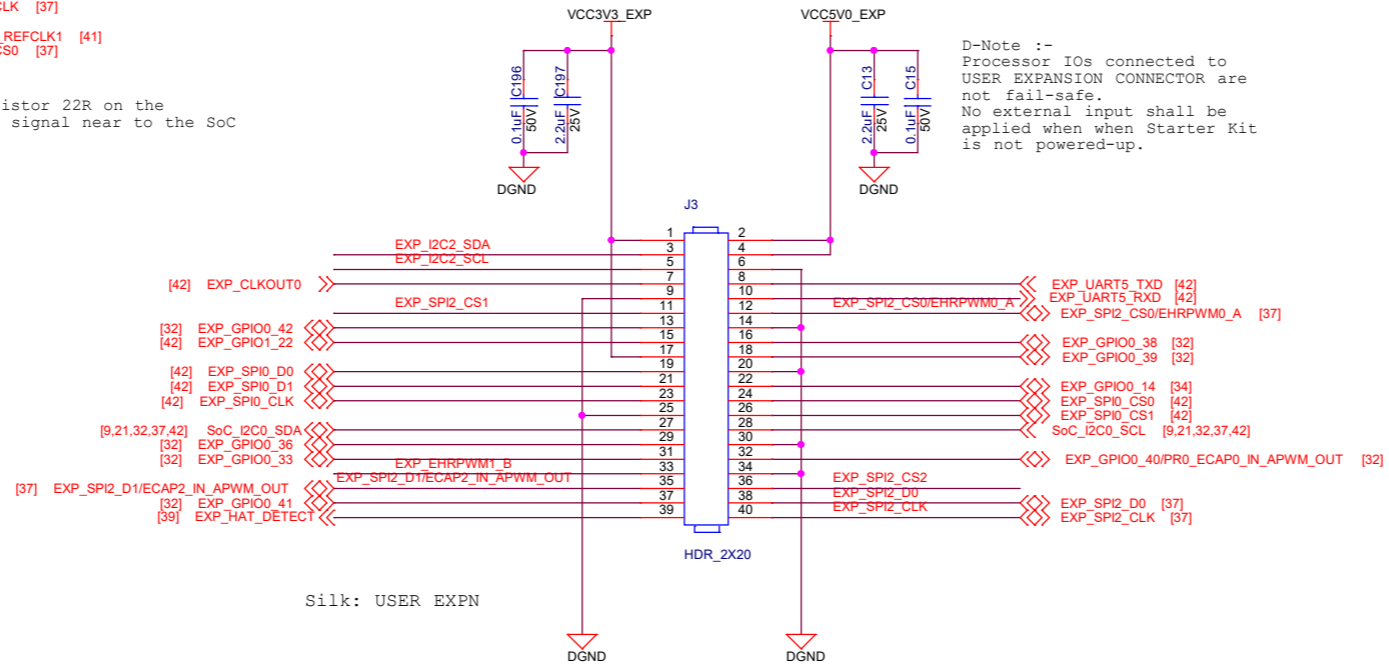 CLK [37]
_REFCLK1 [41]
CS0 [37]
istor 22R on the
signal near to the SoC
VCC3V3_EXP
VCC5V0_EXP
C196
0.1uF
50V
C197
2.2uF
25V
DGND
C13
2.2uF
25V
C15
0.1uF
50V
DGND
D-Note :-
Processor IOs connected to
USER EXPANSION CONNECTOR are
not fail-safe.
No external input shall be
applied when when Starter Kit
is not powered-up.
J3
1 2
EXP_I2C2_SDA 3 4
EXP_I2C2_SCL 5 6
[42] EXP_CLKOUT0 7 8 EXP_UART5_TXD [42]
9 10 EXP_UART5_RXD [42]
EXP_SPI2_CS1 11 12 EXP_SPI2_CS0/EHRPWM0_A EXP_SPI2_CS0/EHRPWM0_A [37]
[32] EXP_GPIO0_42 13 14
[42] EXP_GPIO1_22 15 16 EXP_GPIO0_38 [32]
17 18 EXP_GPIO0_39 [32]
[42] EXP_SPI0_D0 19 20
[42] EXP_SPI0_D1 21 22 EXP_GPIO0_14 [34]
[42] EXP_SPI0_CLK 23 24 EXP_SPI0_CS0 [42]
25 26 EXP_SPI0_CS1 [42]
[9,21,32,37,42] SoC_I2C0_SDA 27 28 SoC_I2C0_SCL [9,21,32,37,42]
[32] EXP_GPIO0_36 29 30
[32] EXP_GPIO0_33 31 32 EXP_GPIO0_40/PR0_ECAP0_IN_APWM_OUT [32]
EXP_EHRPWM1_B 33 34
[37] EXP_SPI2_D1/ECAP2_IN_APWM_OUT EXP_SPI2_D1/ECAP2_IN_APWM_OUT 35 36 EXP_SPI2_CS2
[32] EXP_GPIO0_41 37 38 EXP_SPI2_D0 EXP_SPI2_D0 [37]
[39] EXP_HAT_DETECT 39 40 EXP_SPI2_CLK EXP_SPI2_CLK [37]
HDR_2X20
Silk: USER EXPN
DGND
DGND